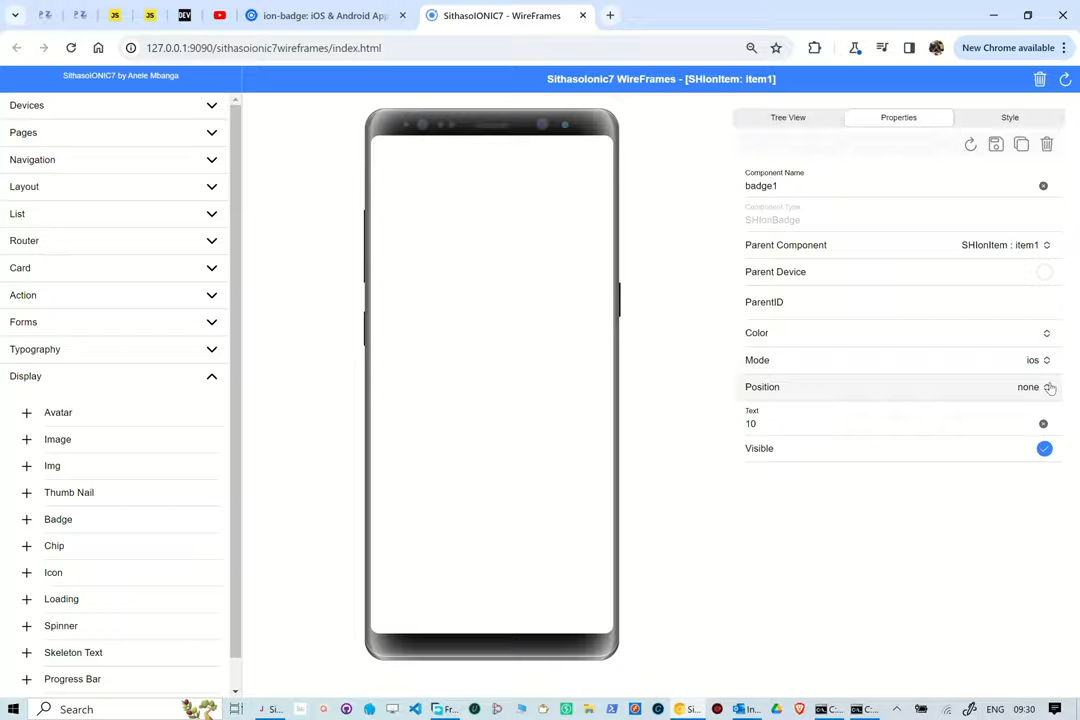 ion-badge: iOS & Android App
SithasoIONIC7 - WireFrames
127.0.0.1:9090/sithasoionic7wireframes/index.html
New Chrome available
SithasoIONIC7 by Anele Mbanga
SithasoIonic7 WireFrames - [SHIonItem: item1]
Devices
Pages
Navigation
Layout
List
Router
Card
Action
Forms
Typography
Display
Avatar
Image
Img
Thumb Nail
Badge
Chip
Icon
Loading
Spinner
Skeleton Text
Progress Bar
Tree View
Properties
Style
Component Name
badge1
Component Type
SHIonBadge
Parent Component
SHIonItem : item1
Parent Device
ParentID
Color
Mode
ios
Position
none
Text
10
Visible
Search
Si...
Fr...
Si...
In...
C...
C...
ENG
09:30